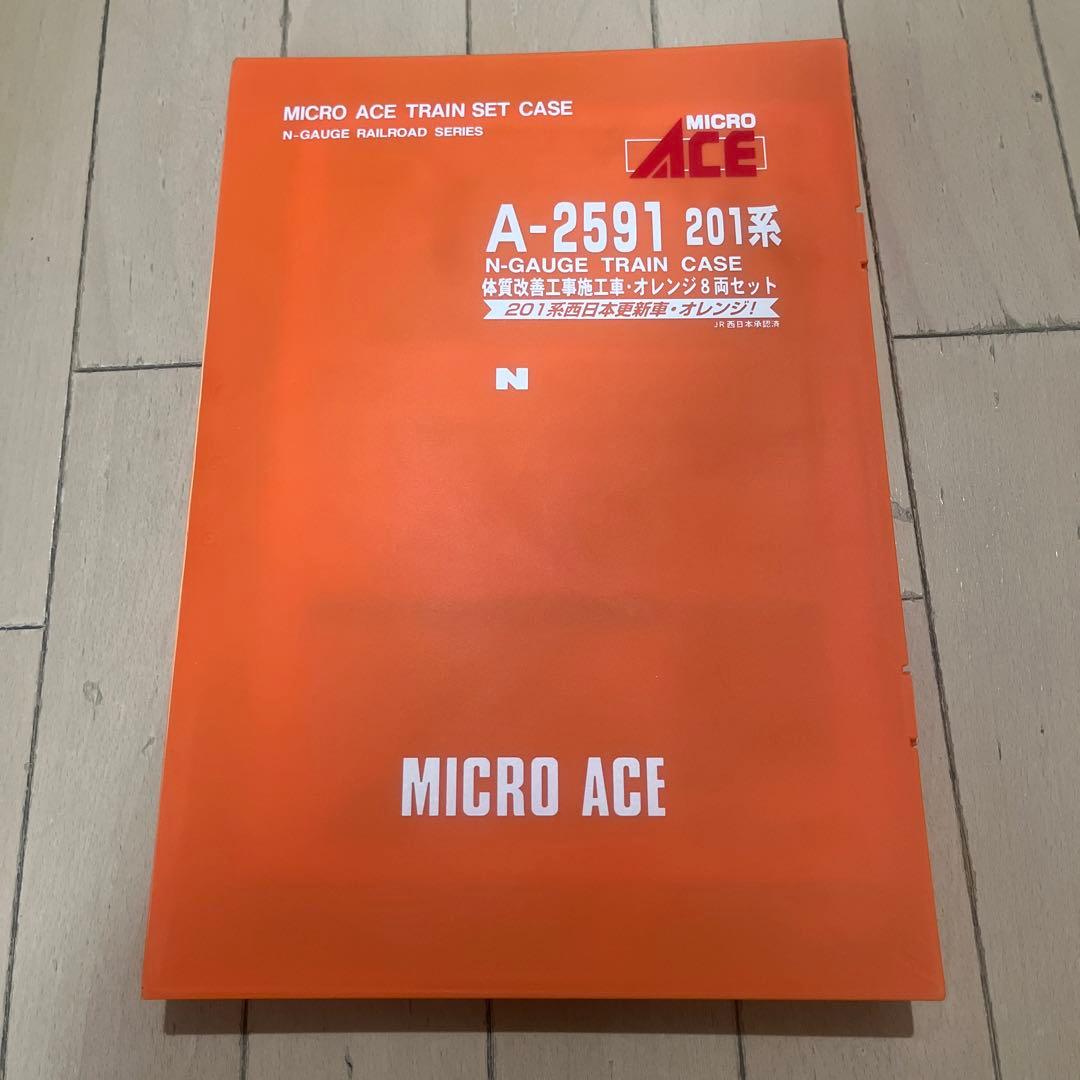 MICRO ACE TRAIN SET CASE
N-GAUGE RAILROAD SERIES
MICRO
ACE
A-2591 201系
N-GAUGE TRAIN CASE
体質改善工事施工車・オレンジ8両セット
201系西日本更新車・オレンジ!
JR西日本承認済
N
MICRO ACE